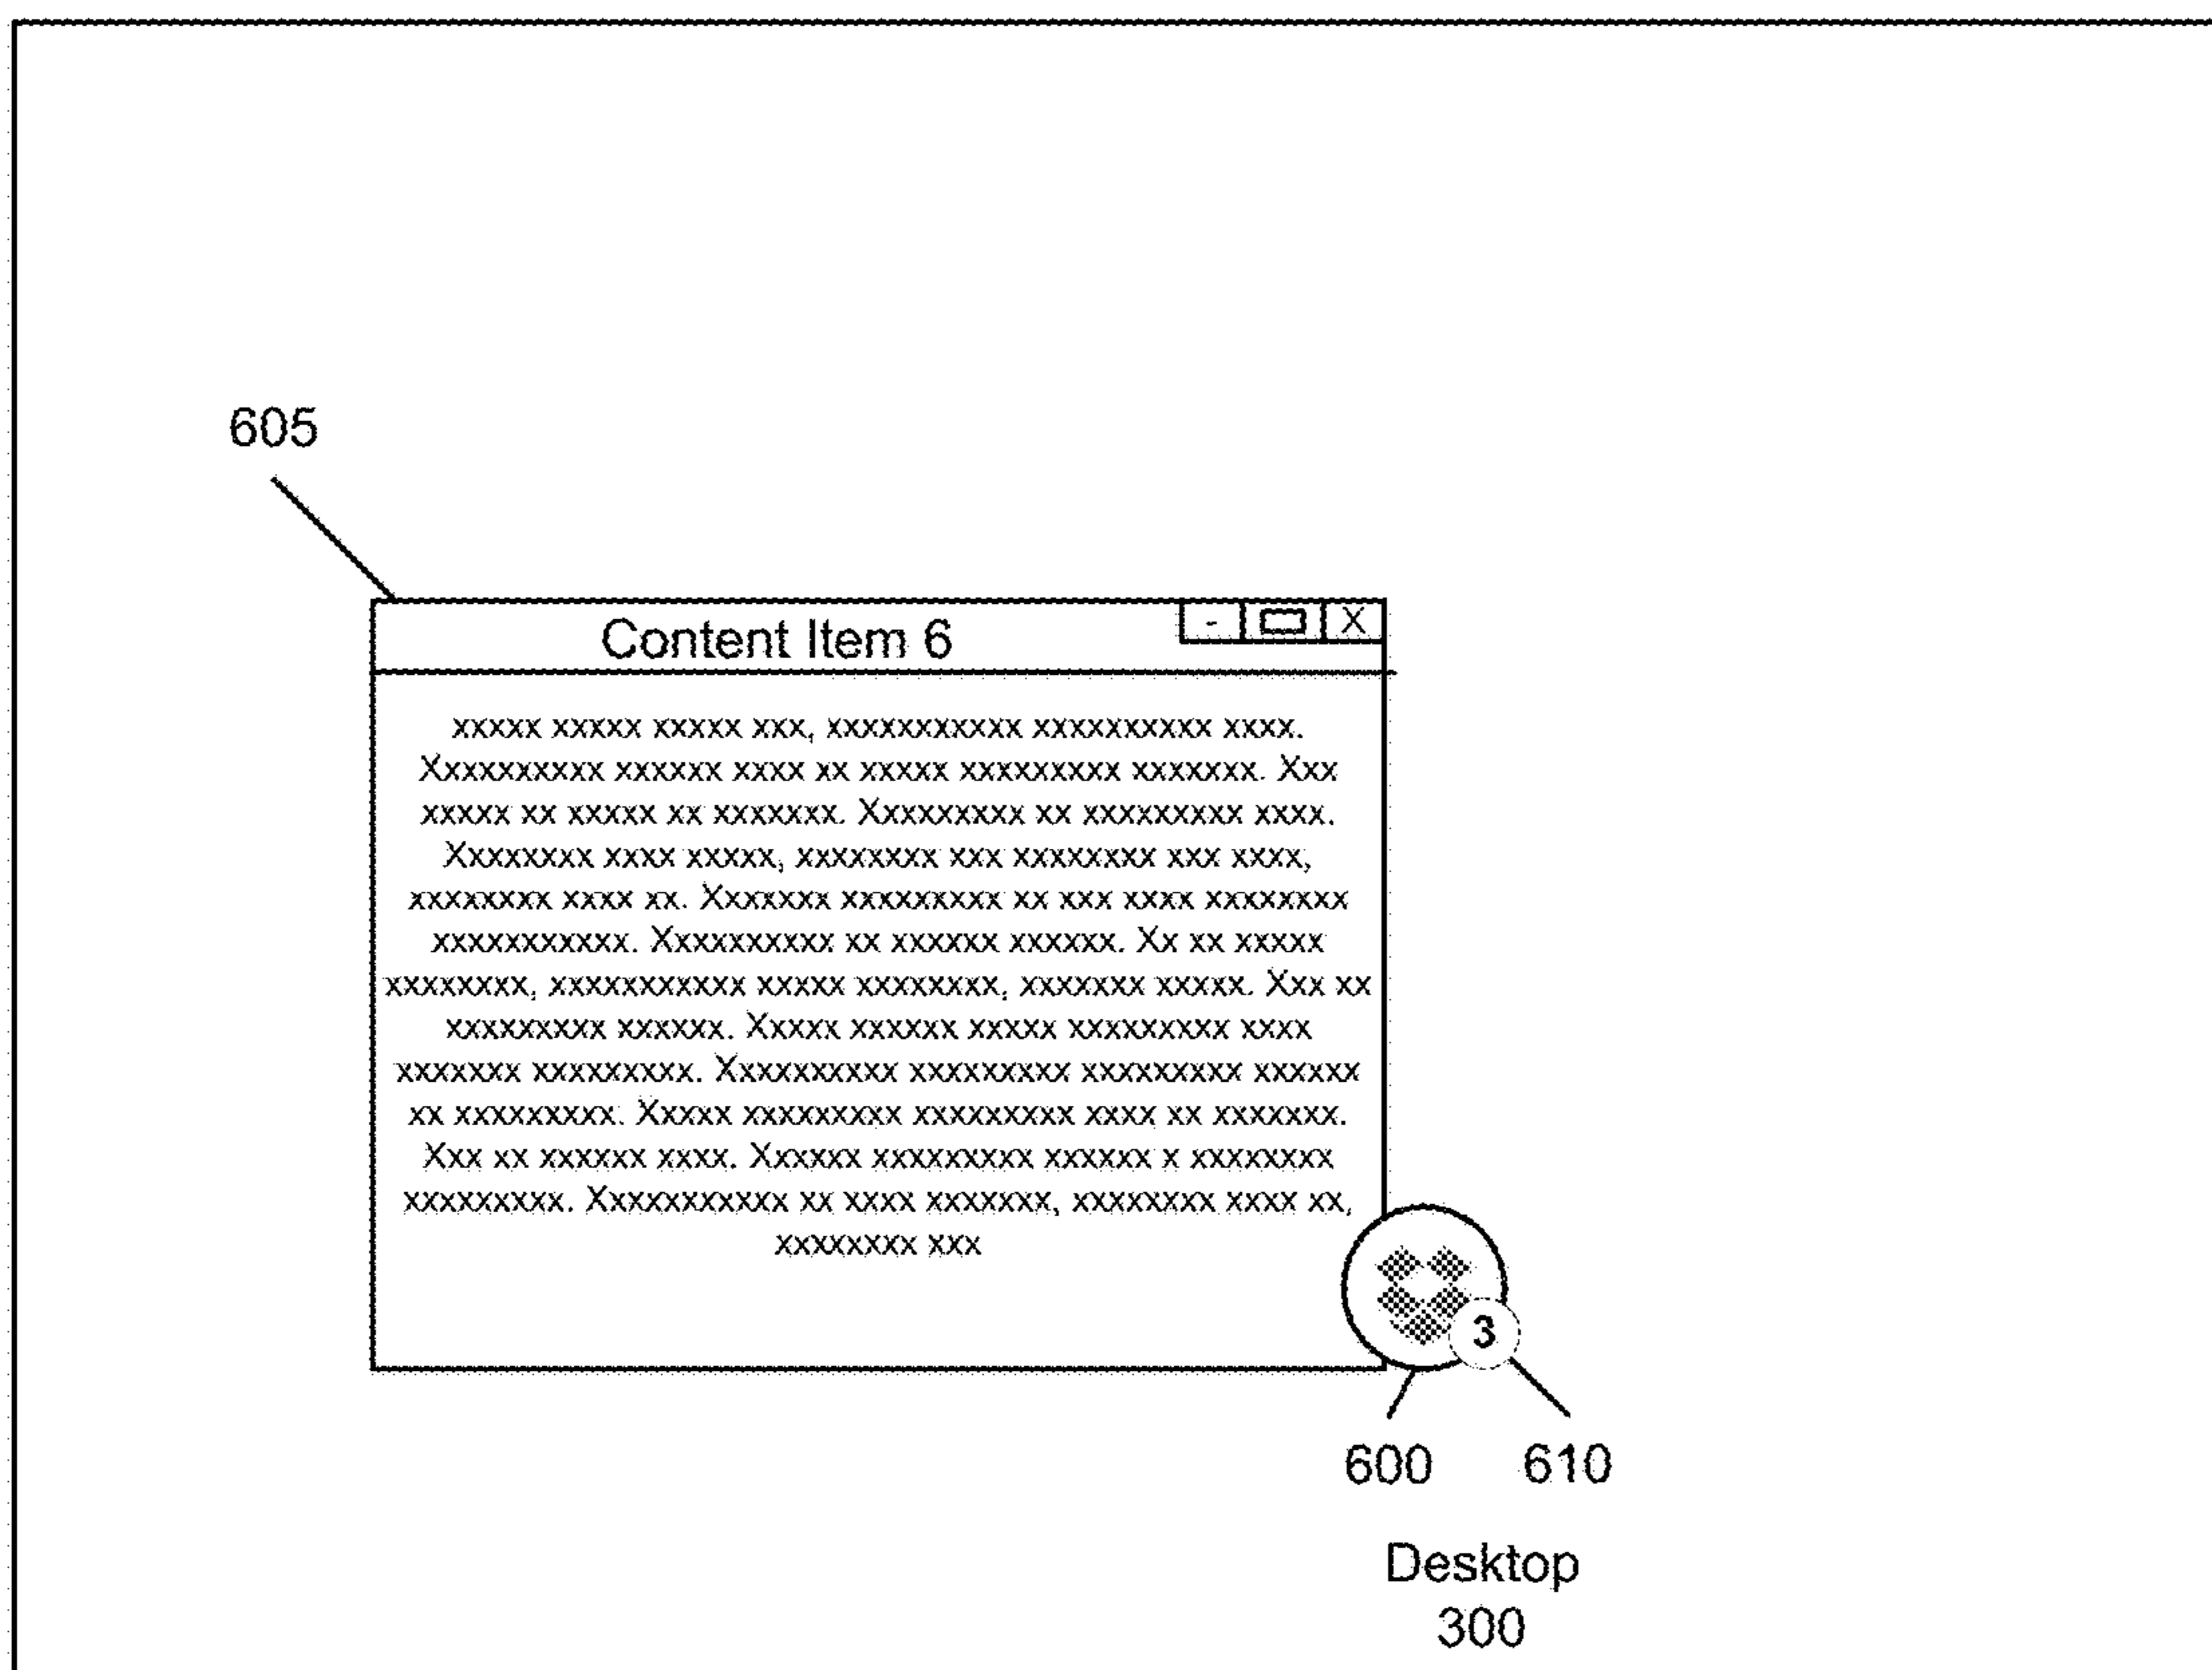 605
Content Item 6
- X
xxxxx xxxxx xxxxx xxx, xxxxxxxxxxx xxxxxxxxxx xxxx.
Xxxxxxxxxx xxxxxx xxxx xx xxxxx xxxxxxxxx xxxxxxx. Xxx
xxxxx xx xxxxx xx xxxxxxx. Xxxxxxxxx xx xxxxxxxxx xxxx.
Xxxxxxxx xxxx xxxxx, xxxxxxxx xxx xxxxxxxx xxx xxxx,
xxxxxxxx xxxx xx. Xxxxxxx xxxxxxxxx xx xxx xxxx xxxxxxxx
xxxxxxxxxxx. Xxxxxxxxxx xx xxxxxx xxxxxx. Xx xx xxxxx
xxxxxxxx, xxxxxxxxxxx xxxxx xxxxxxxx, xxxxxxx xxxxx. Xxx xx
xxxxxxxxx xxxxxx. Xxxxx xxxxxx xxxxx xxxxxxxxx xxxx
xxxxxxx xxxxxxxxx. Xxxxxxxxxx xxxxxxxxx xxxxxxxxx xxxxxx
xx xxxxxxxxx. Xxxxx xxxxxxxxx xxxxxxxxx xxxx xx xxxxxxx.
Xxx xx xxxxxx xxxx. Xxxxxx xxxxxxxxx xxxxxx x xxxxxxxx
xxxxxxxxx. Xxxxxxxxxxx xx xxxx xxxxxxx, xxxxxxxx xxxx xx,
xxxxxxxx xxx
3
600 610
Desktop
300